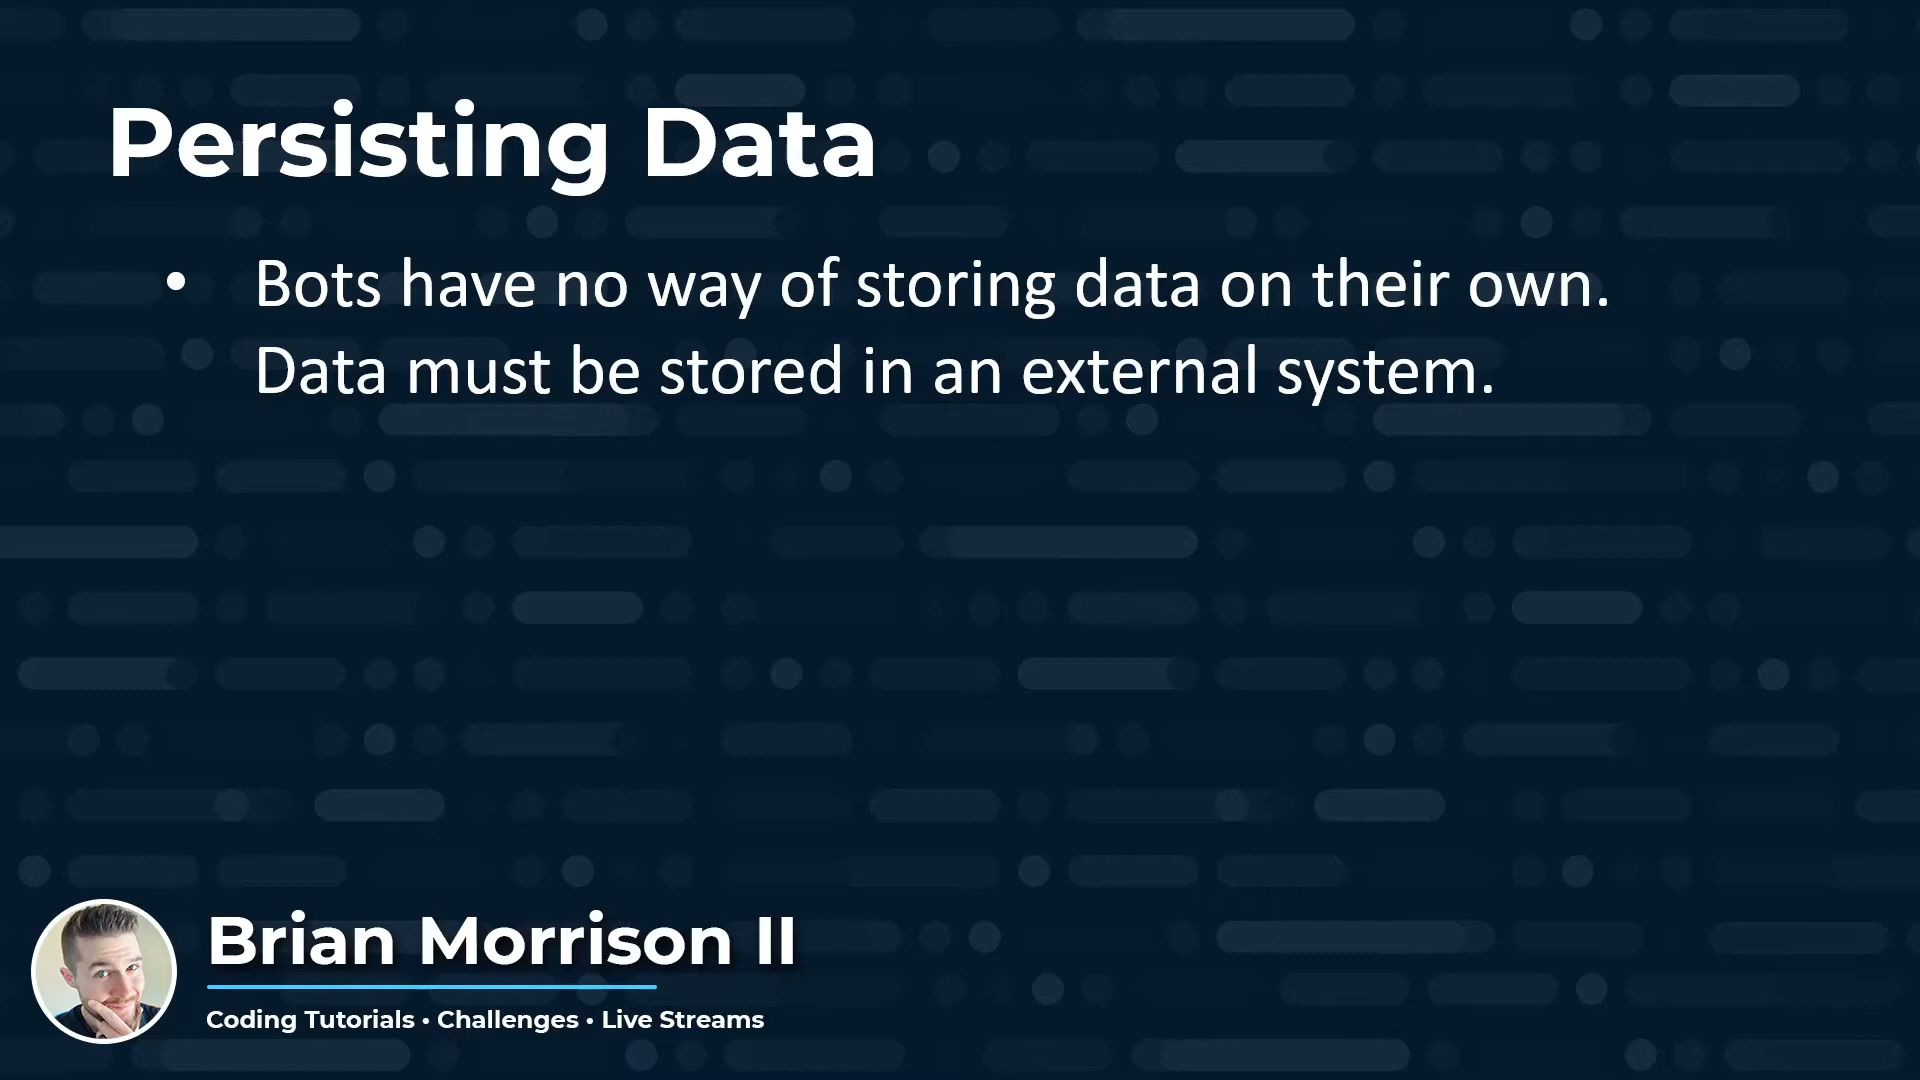 Persisting Data
• Bots have no way of storing data on their own.
Data must be stored in an external system.
Brian Morrison II
Coding Tutorials • Challenges • Live Streams